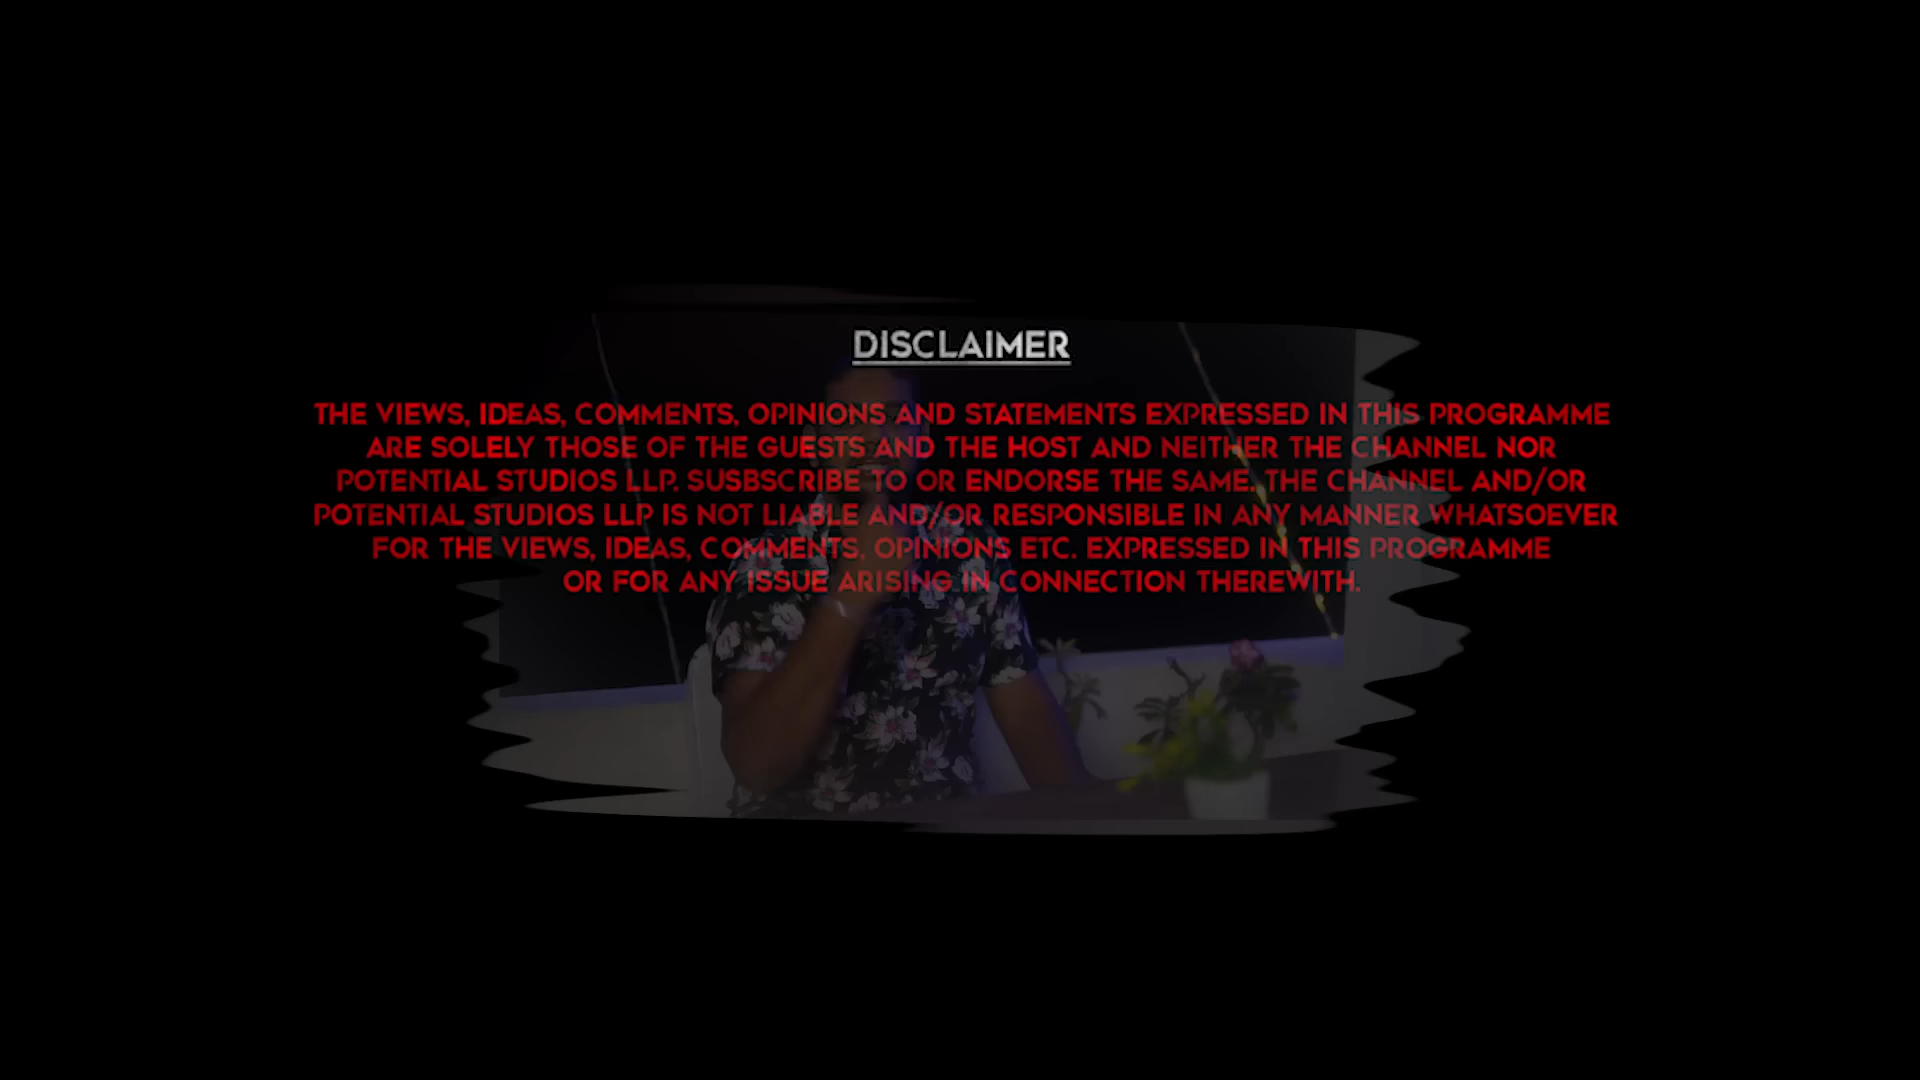 DISCLAIMER
THE VIEWS, IDEAS, COMMENTS, OPINIONS AND STATEMENTS EXPRESSED IN THIS PROGRAMME
ARE SOLELY THOSE OF THE GUESTS AND THE HOST AND NEITHER THE CHANNEL NOR
POTENTIAL STUDIOS LLP. SUSBSCRIBE TO OR ENDORSE THE SAME. THE CHANNEL AND/OR
POTENTIAL STUDIOS LLP IS NOT LIABLE AND/OR RESPONSIBLE IN ANY MANNER WHATSOEVER
FOR THE VIEWS, IDEAS, COMMENTS, OPINIONS ETC. EXPRESSED IN THIS PROGRAMME
OR FOR ANY ISSUE ARISING IN CONNECTION THEREWITH.